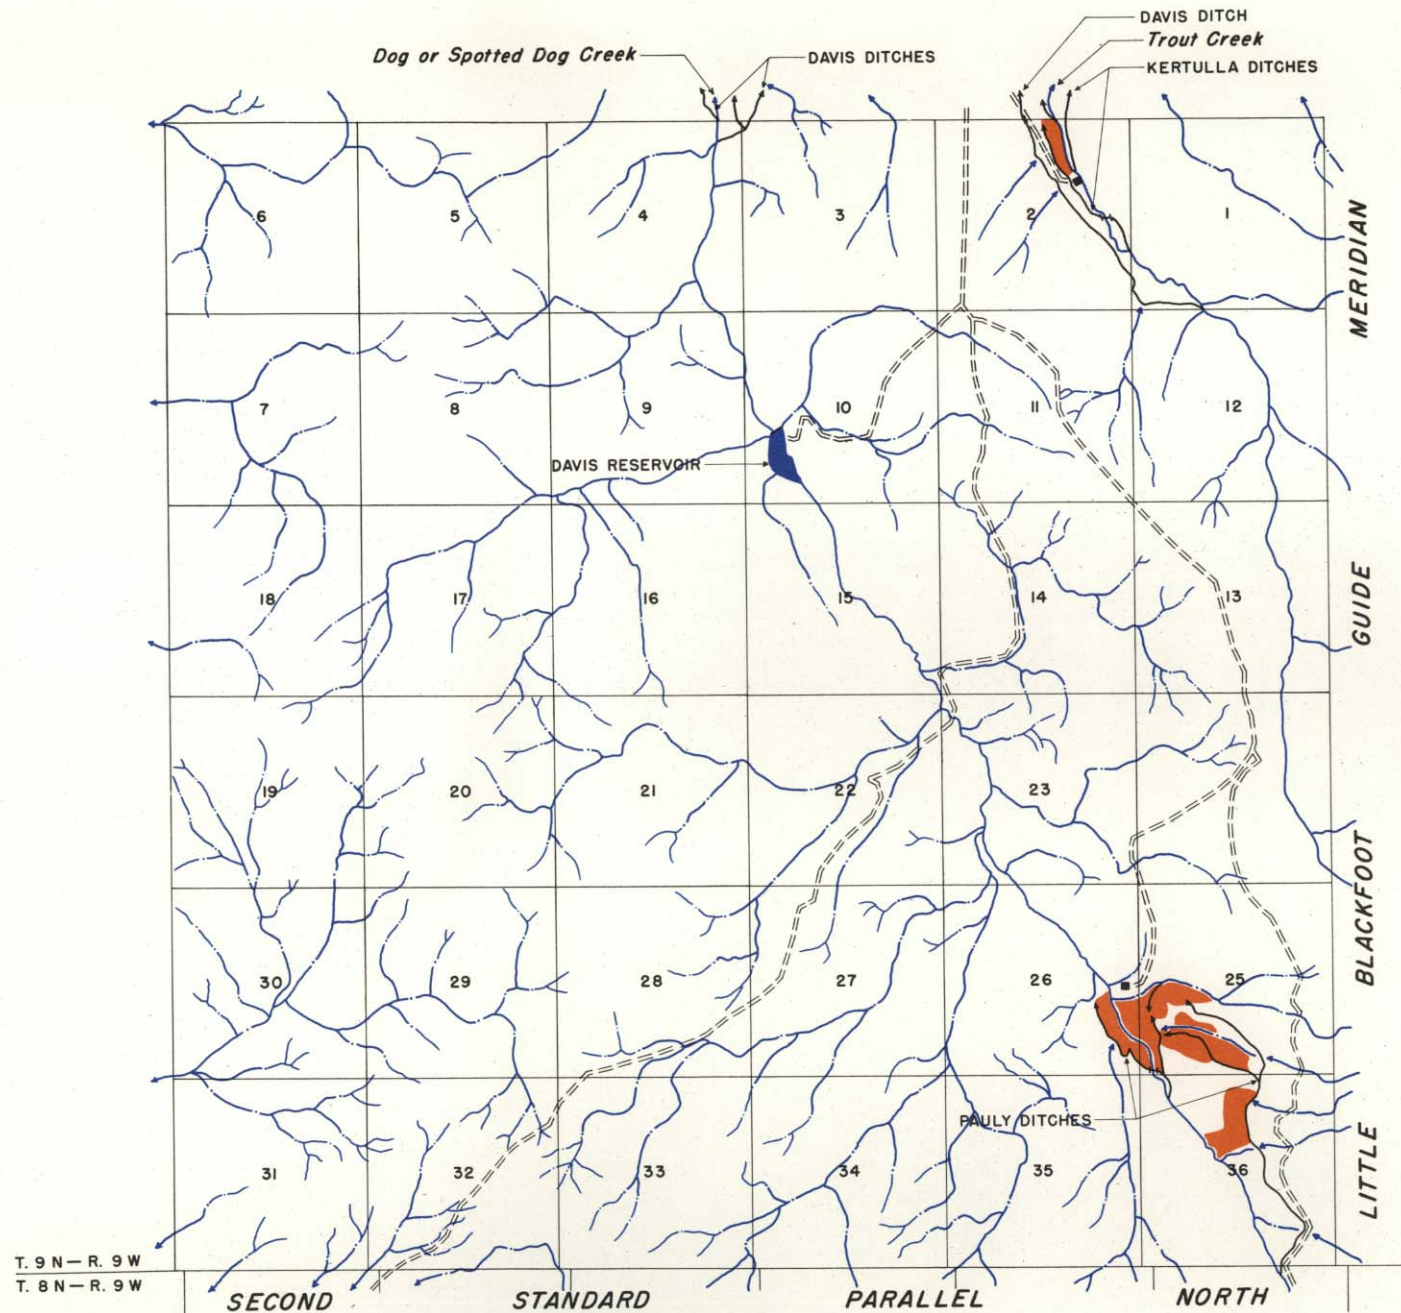 DAVIS DITCH
Trout Creek
KERTULLA DITCHES
Dog or Spotted Dog Creek
DAVIS DITCHES
6
5
4
3
2
1
MERIDIAN
7
8
9
10
11
12
DAVIS RESERVOIR
18
17
16
15
14
13
GUIDE
19
20
21
22
23
BLACKFOOT
30
29
28
27
26
25
PAULY DITCHES
31
32
33
34
35
36
LITTLE
T. 9 N — R. 9 W
T. 8 N — R. 9 W
SECOND STANDARD PARALLEL NORTH